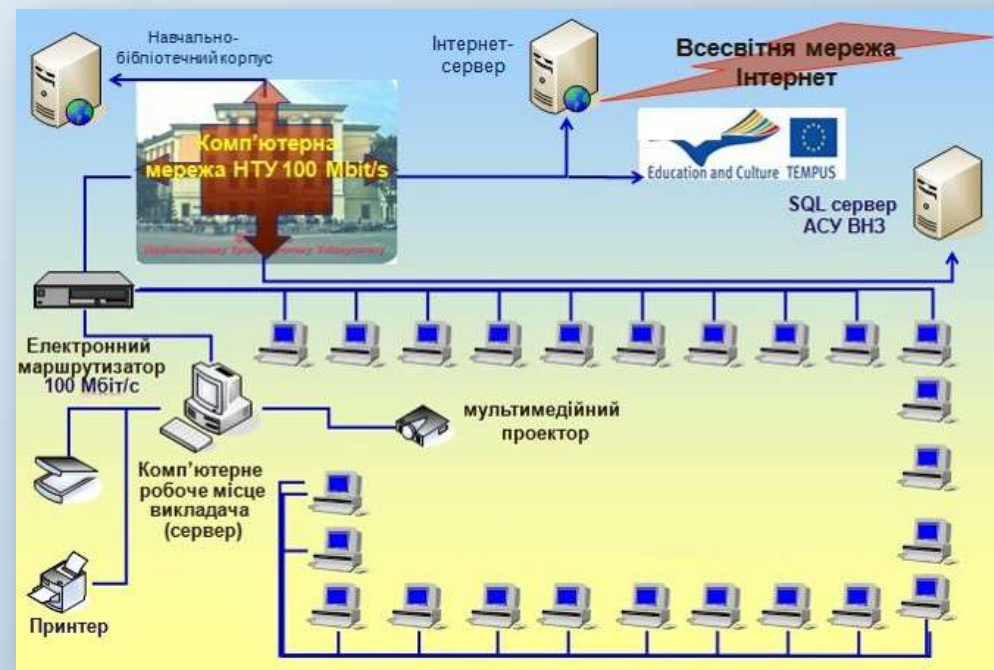 Навчально-
бібліотечний корпус
Інтернет-
сервер
Всесвітня мережа
Інтернет
Комп'ютерна
мережа НТУ 100 Mbit/s
Education and Culture TEMPUS
SQL сервер
АСУ ВНЗ
Електронний
маршрутизатор
100 Мбіт/с
мультимедійний
проектор
Комп'ютерне
робоче місце
викладача
(сервер)
Принтер